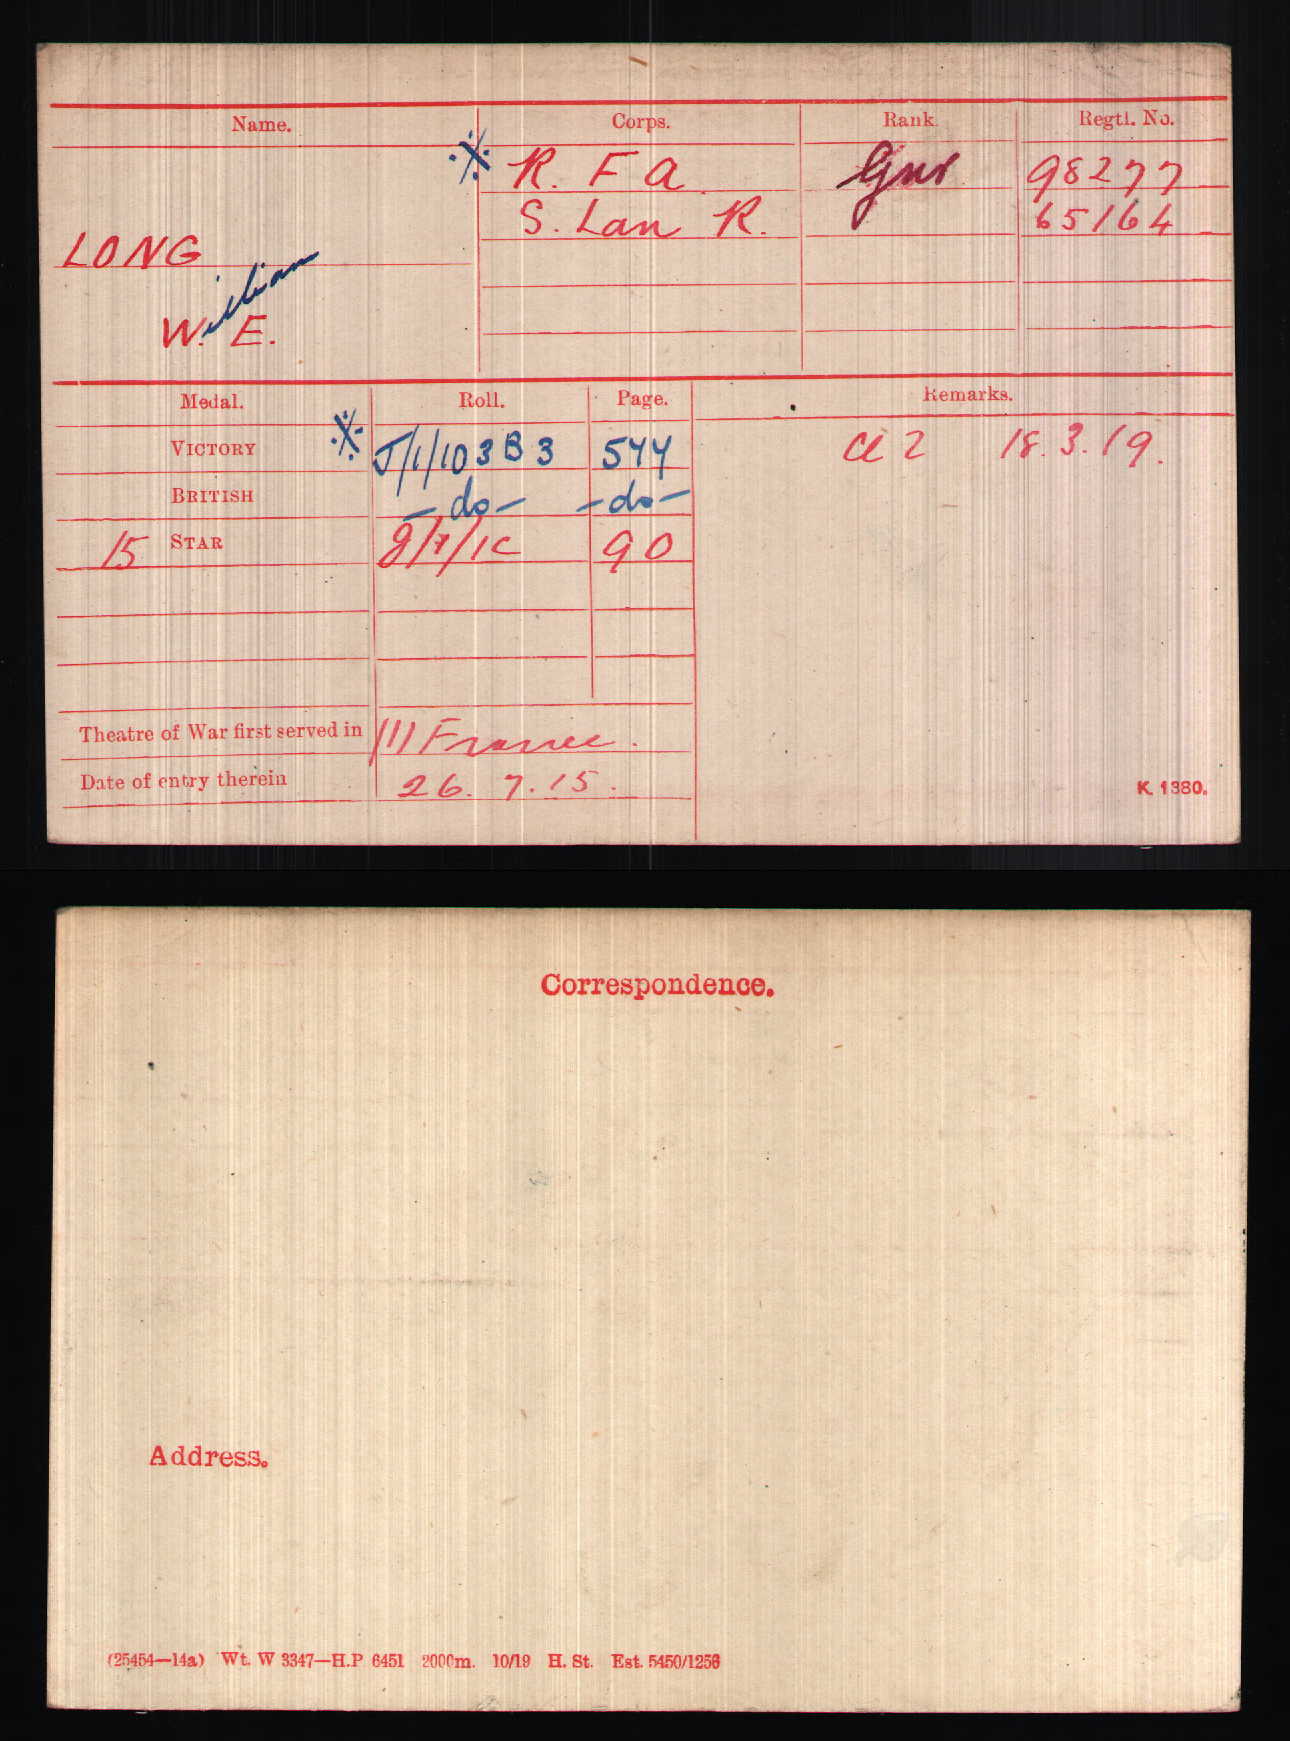 Name. Corps. Rank. Regtl. No.
※ R. F A. Gnr 98277
S. Lan R. 65164
LONG
William
W. E.
Medal. Roll. Page. Remarks.
VICTORY ※ J/1/103 B 3 544 Cl Z 18.3.19.
BRITISH - do - - do -
15 STAR 8/7/1C 90
Theatre of War first served in (1) France.
Date of entry therein 26. 7. 15.
K. 1380.
Correspondence.
Address.
(25454—14a) Wt. W 3347—H.P 6451 2000m. 10/19 H. St. Est. 5450/1256